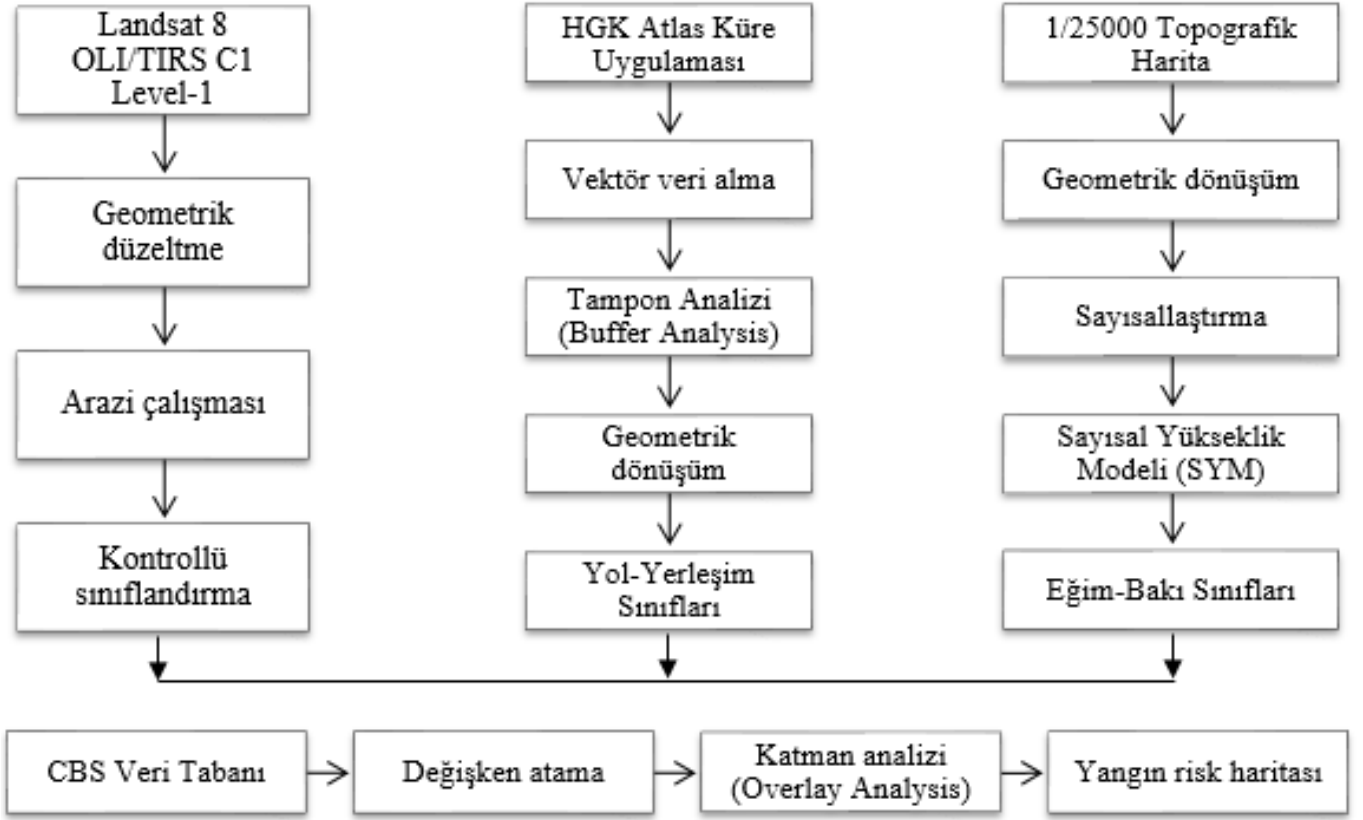 Landsat 8
OLI/TIRS C1
Level-1
Geometrik
düzeltme
Arazi çalışması
Kontrollü
sınıflandırma
HGK Atlas Küre
Uygulaması
Vektör veri alma
Tampon Analizi
(Buffer Analysis)
Geometrik
dönüşüm
Yol-Yerleşim
Sınıfları
1/25000 Topografik
Harita
Geometrik dönüşüm
Sayısallaştırma
Sayısal Yükseklik
Modeli (SYM)
Eğim-Bakı Sınıfları
CBS Veri Tabanı
Değişken atama
Katman analizi
(Overlay Analysis)
Yangın risk haritası